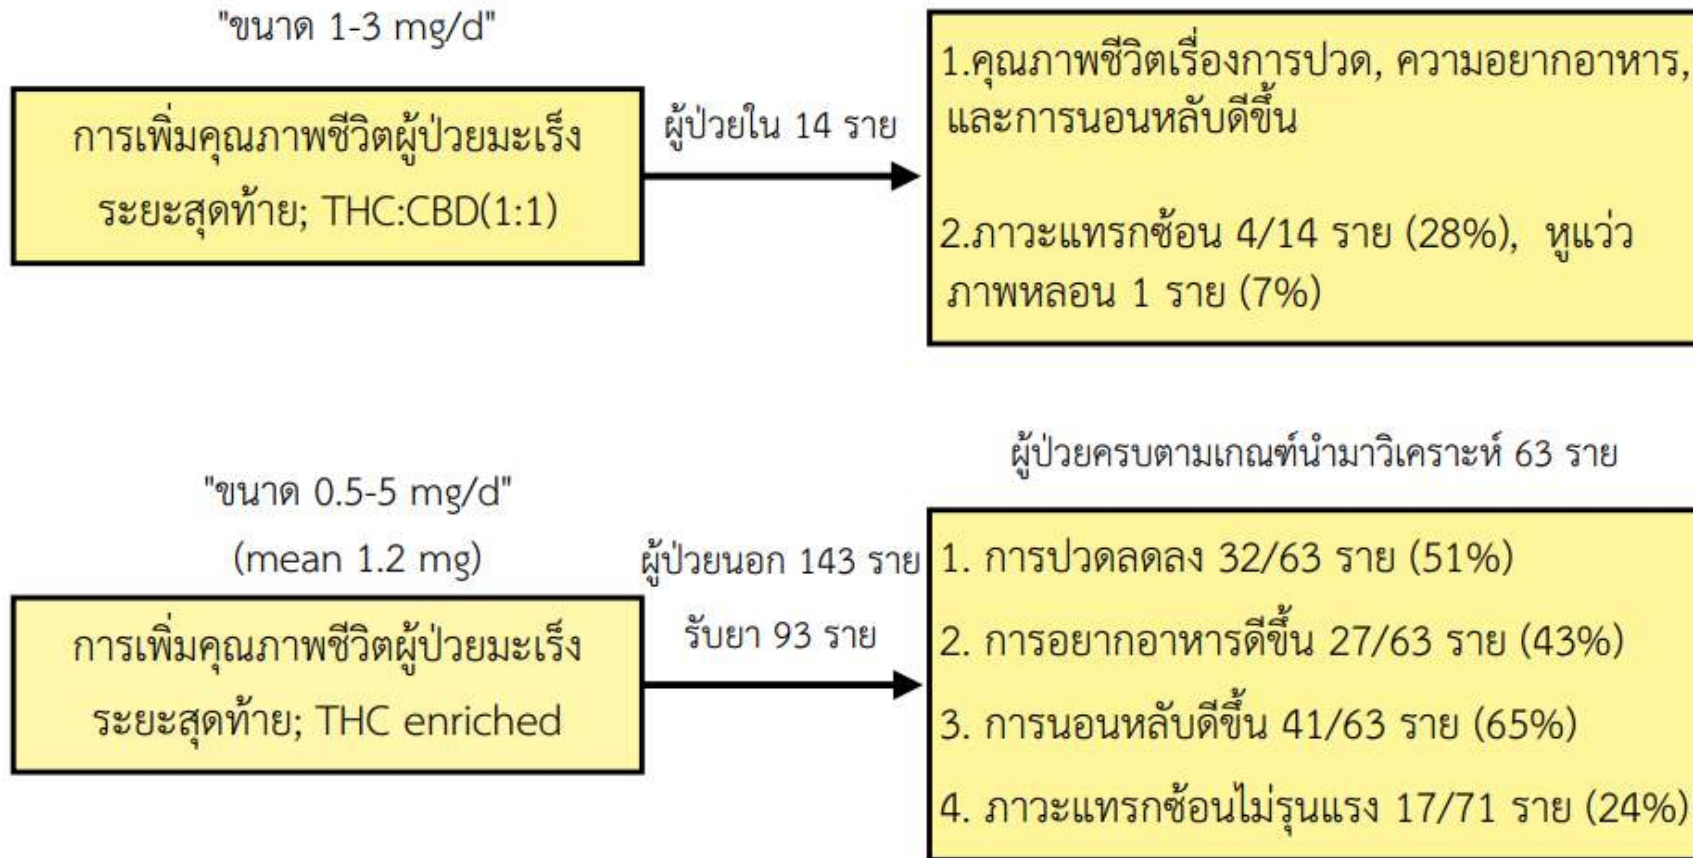 "ขนาด 1-3 mg/d"
การเพิ่มคุณภาพชีวิตผู้ป่วยมะเร็ง
ระยะสุดท้าย; THC:CBD(1:1)
ผู้ป่วยใน 14 ราย
1.คุณภาพชีวิตเรื่องการปวด, ความอยากอาหาร,
และการนอนหลับดีขึ้น
2.ภาวะแทรกซ้อน 4/14 ราย (28%), หูแว่ว
ภาพหลอน 1 ราย (7%)
"ขนาด 0.5-5 mg/d"
(mean 1.2 mg)
การเพิ่มคุณภาพชีวิตผู้ป่วยมะเร็ง
ระยะสุดท้าย; THC enriched
ผู้ป่วยนอก 143 ราย
รับยา 93 ราย
ผู้ป่วยครบตามเกณฑ์นำมาวิเคราะห์ 63 ราย
1. การปวดลดลง 32/63 ราย (51%)
2. การอยากอาหารดีขึ้น 27/63 ราย (43%)
3. การนอนหลับดีขึ้น 41/63 ราย (65%)
4. ภาวะแทรกซ้อนไม่รุนแรง 17/71 ราย (24%)